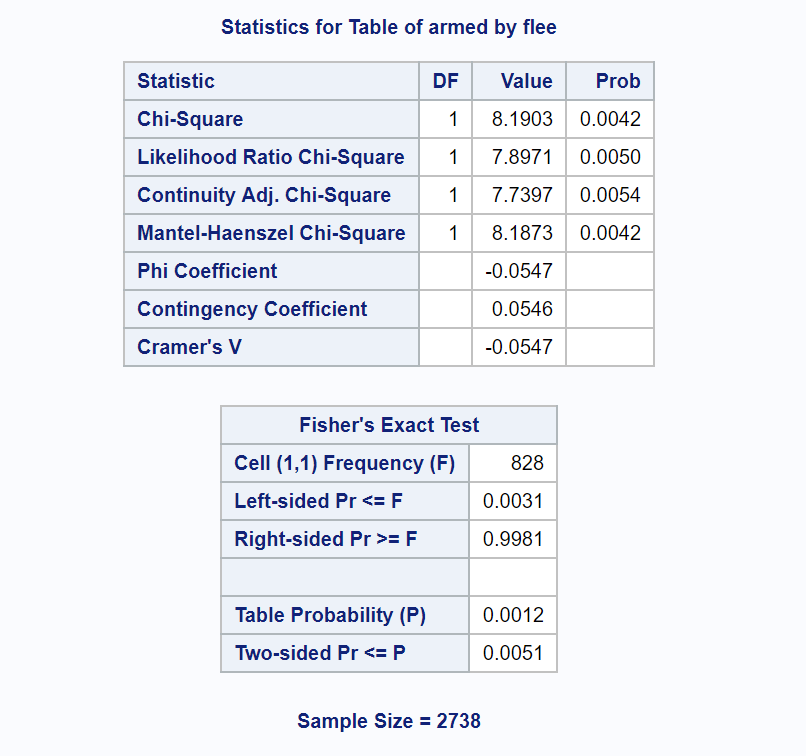 Statistics for Table of armed by flee
Statistic DF Value Prob
Chi-Square 1 8.1903 0.0042
Likelihood Ratio Chi-Square 1 7.8971 0.0050
Continuity Adj. Chi-Square 1 7.7397 0.0054
Mantel-Haenszel Chi-Square 1 8.1873 0.0042
Phi Coefficient -0.0547
Contingency Coefficient 0.0546
Cramer's V -0.0547
Fisher's Exact Test
Cell (1,1) Frequency (F) 828
Left-sided Pr <= F 0.0031
Right-sided Pr >= F 0.9981
Table Probability (P) 0.0012
Two-sided Pr <= P 0.0051
Sample Size = 2738